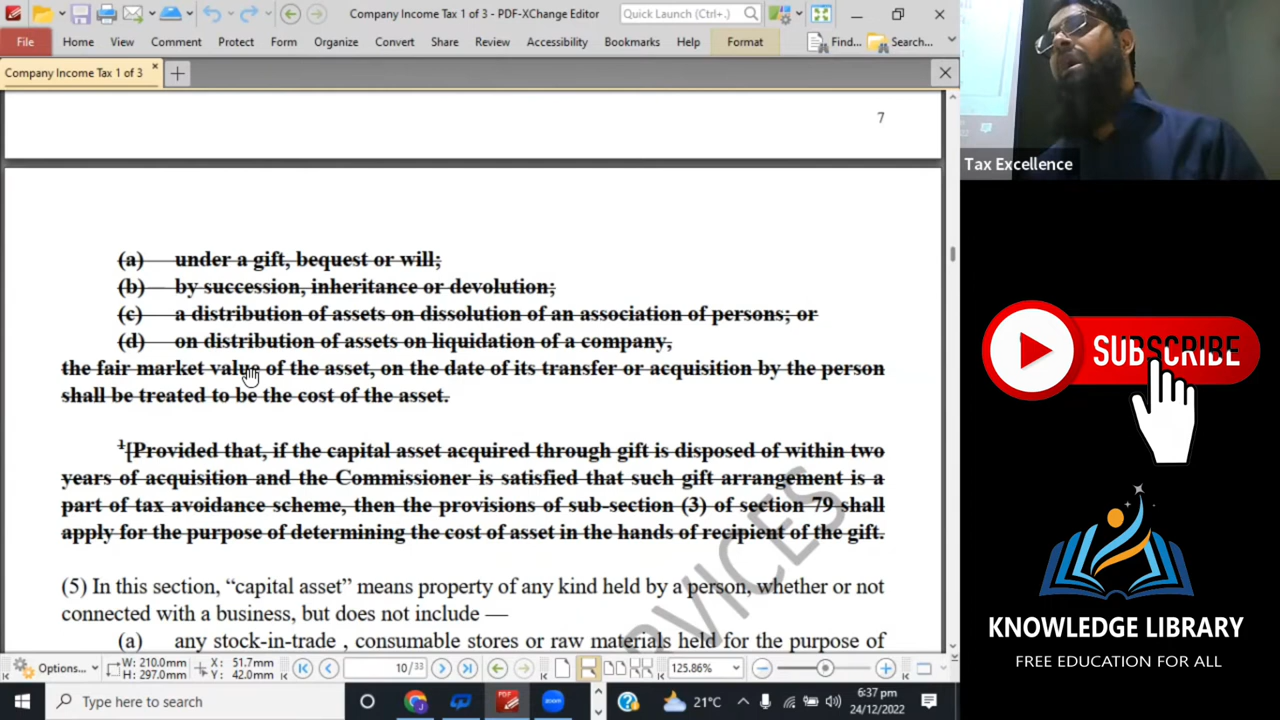 Company Income Tax 1 of 3 - PDF-XChange Editor
Quick Launch (Ctrl+.)
File Home View Comment Protect Form Organize Convert Share Review Accessibility Bookmarks Help Format Find... Search...
Company Income Tax 1 of 3
7
(a) under a gift, bequest or will;
(b) by succession, inheritance or devolution;
(c) a distribution of assets on dissolution of an association of persons; or
(d) on distribution of assets on liquidation of a company,
the fair market value of the asset, on the date of its transfer or acquisition by the person
shall be treated to be the cost of the asset.
1[Provided that, if the capital asset acquired through gift is disposed of within two
years of acquisition and the Commissioner is satisfied that such gift arrangement is a
part of tax avoidance scheme, then the provisions of sub-section (3) of section 79 shall
apply for the purpose of determining the cost of asset in the hands of recipient of the gift.
(5) In this section, “capital asset” means property of any kind held by a person, whether or not
connected with a business, but does not include —
(a) any stock-in-trade , consumable stores or raw materials held for the purpose of
VICES
Options...
W: 210.0mm
H: 297.0mm
X: 51.7mm
Y: 42.0mm
10 /33
125.86%
Type here to search
21°C
6:37 pm
24/12/2022
Tax Excellence
SUBSCRIBE
KNOWLEDGE LIBRARY
FREE EDUCATION FOR ALL